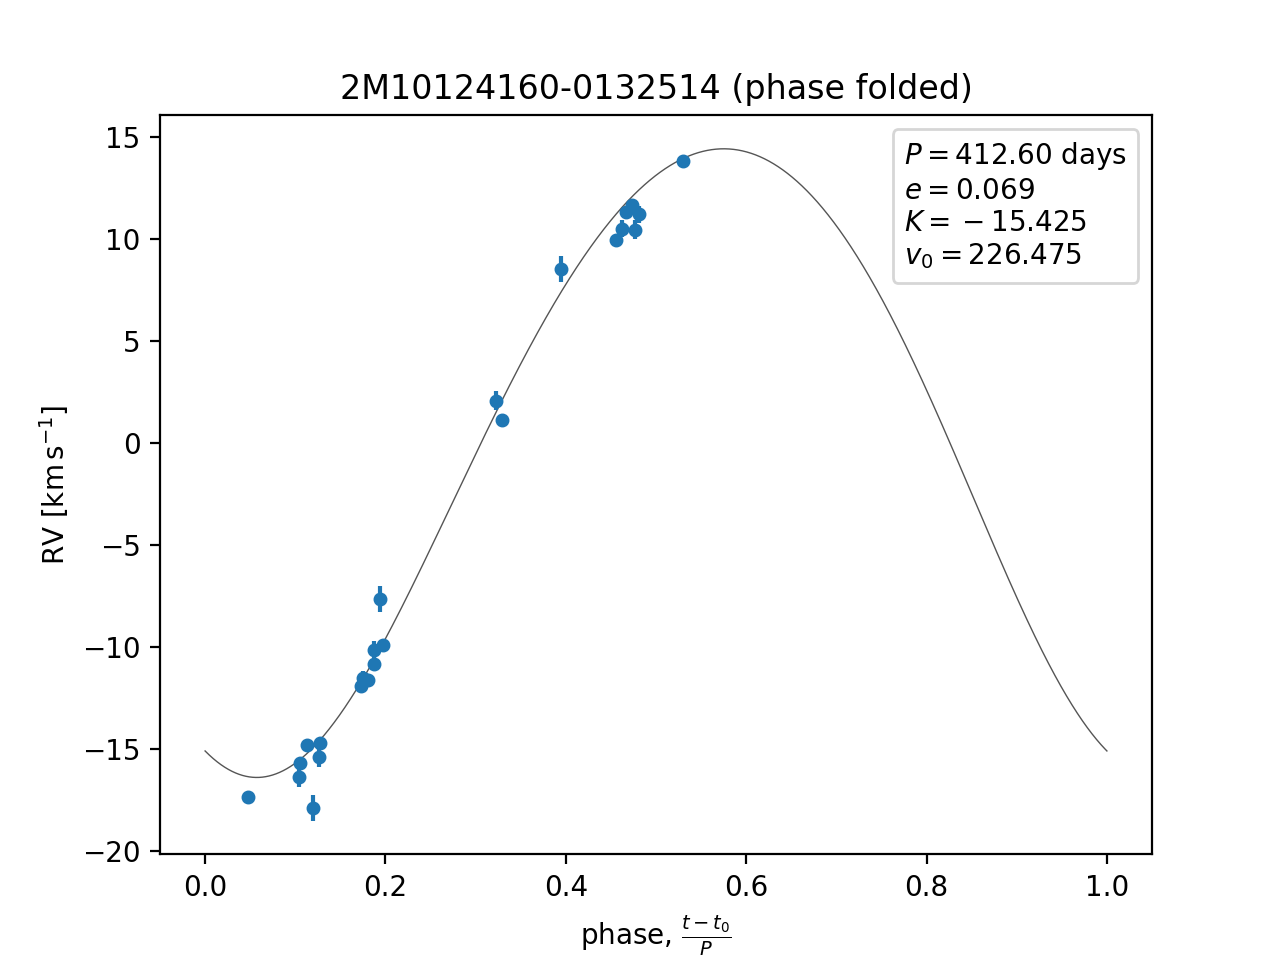 2M10124160-0132514 (phase folded)
P = 412.60 days
e = 0.069
K = −15.425
v₀ = 226.475
RV [km s⁻¹]
15
10
5
0
−5
−10
−15
−20
0.0 0.2 0.4 0.6 0.8 1.0
phase, (t − t₀)/P